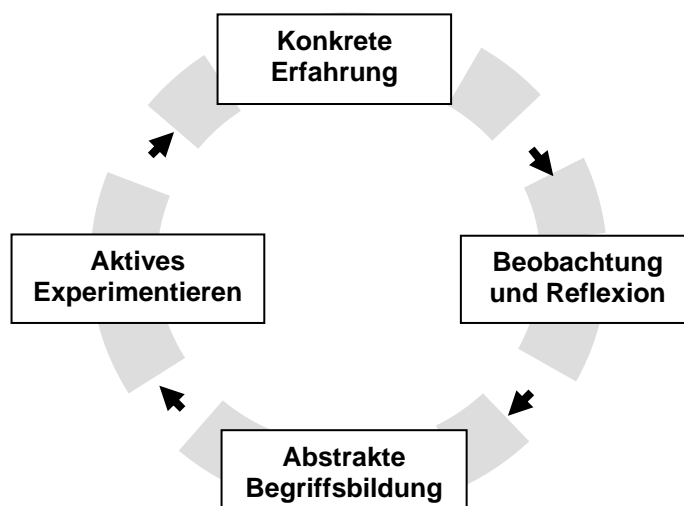 Konkrete
Erfahrung
Aktives
Experimentieren
Beobachtung
und Reflexion
Abstrakte
Begriffsbildung